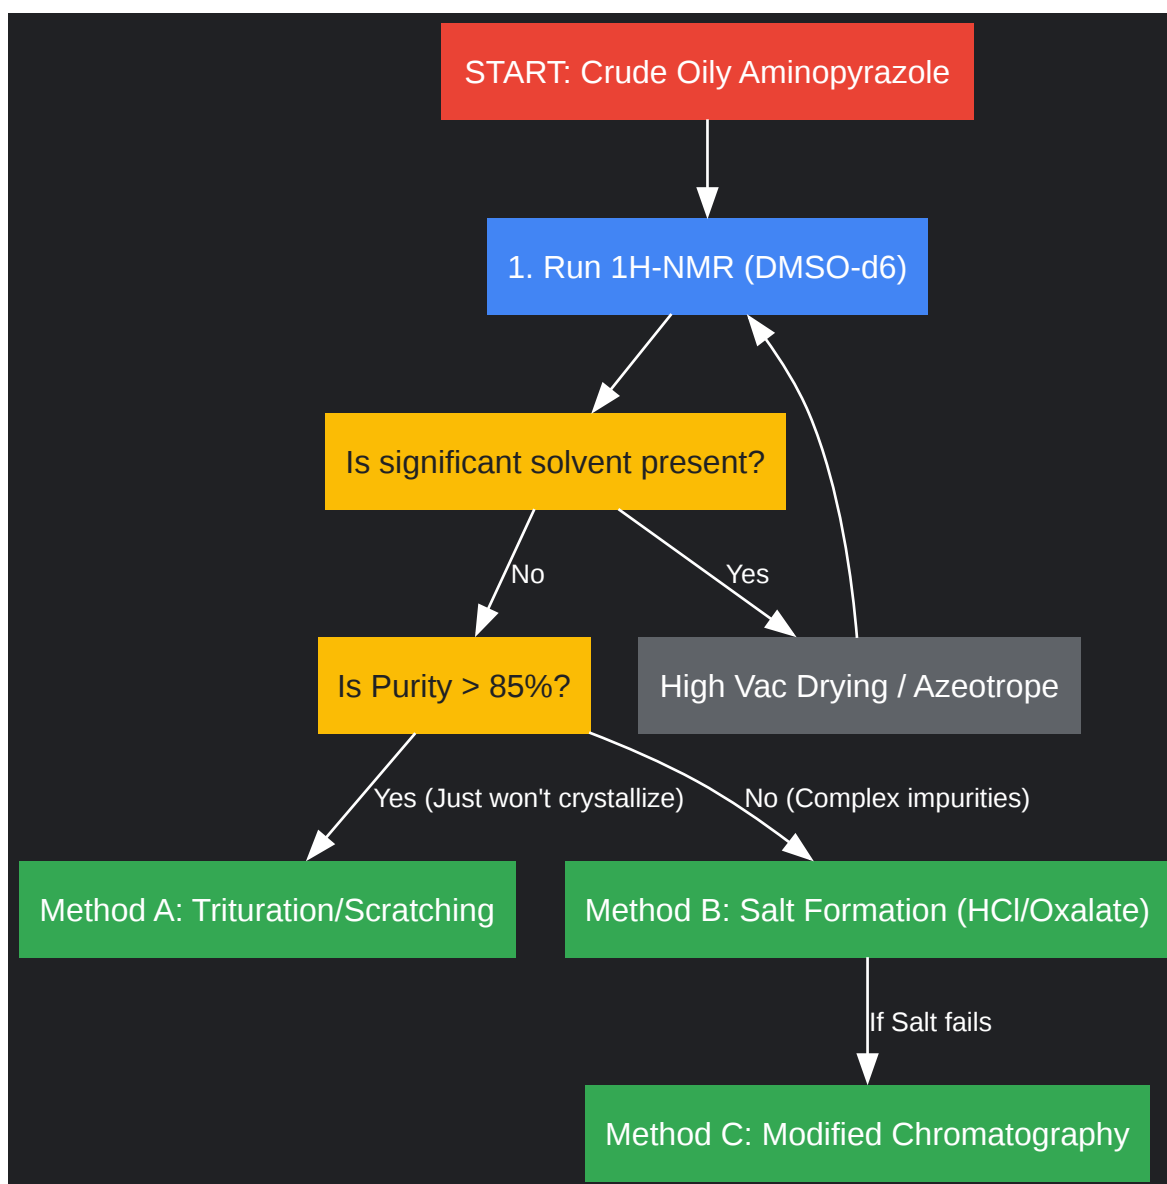 START: Crude Oily Aminopyrazole
1. Run 1H-NMR (DMSO-d6)
Is significant solvent present?
No
Yes
Is Purity > 85%?
High Vac Drying / Azeotrope
Yes (Just won't crystallize)
No (Complex impurities)
Method A: Trituration/Scratching
Method B: Salt Formation (HCl/Oxalate)
If Salt fails
Method C: Modified Chromatography